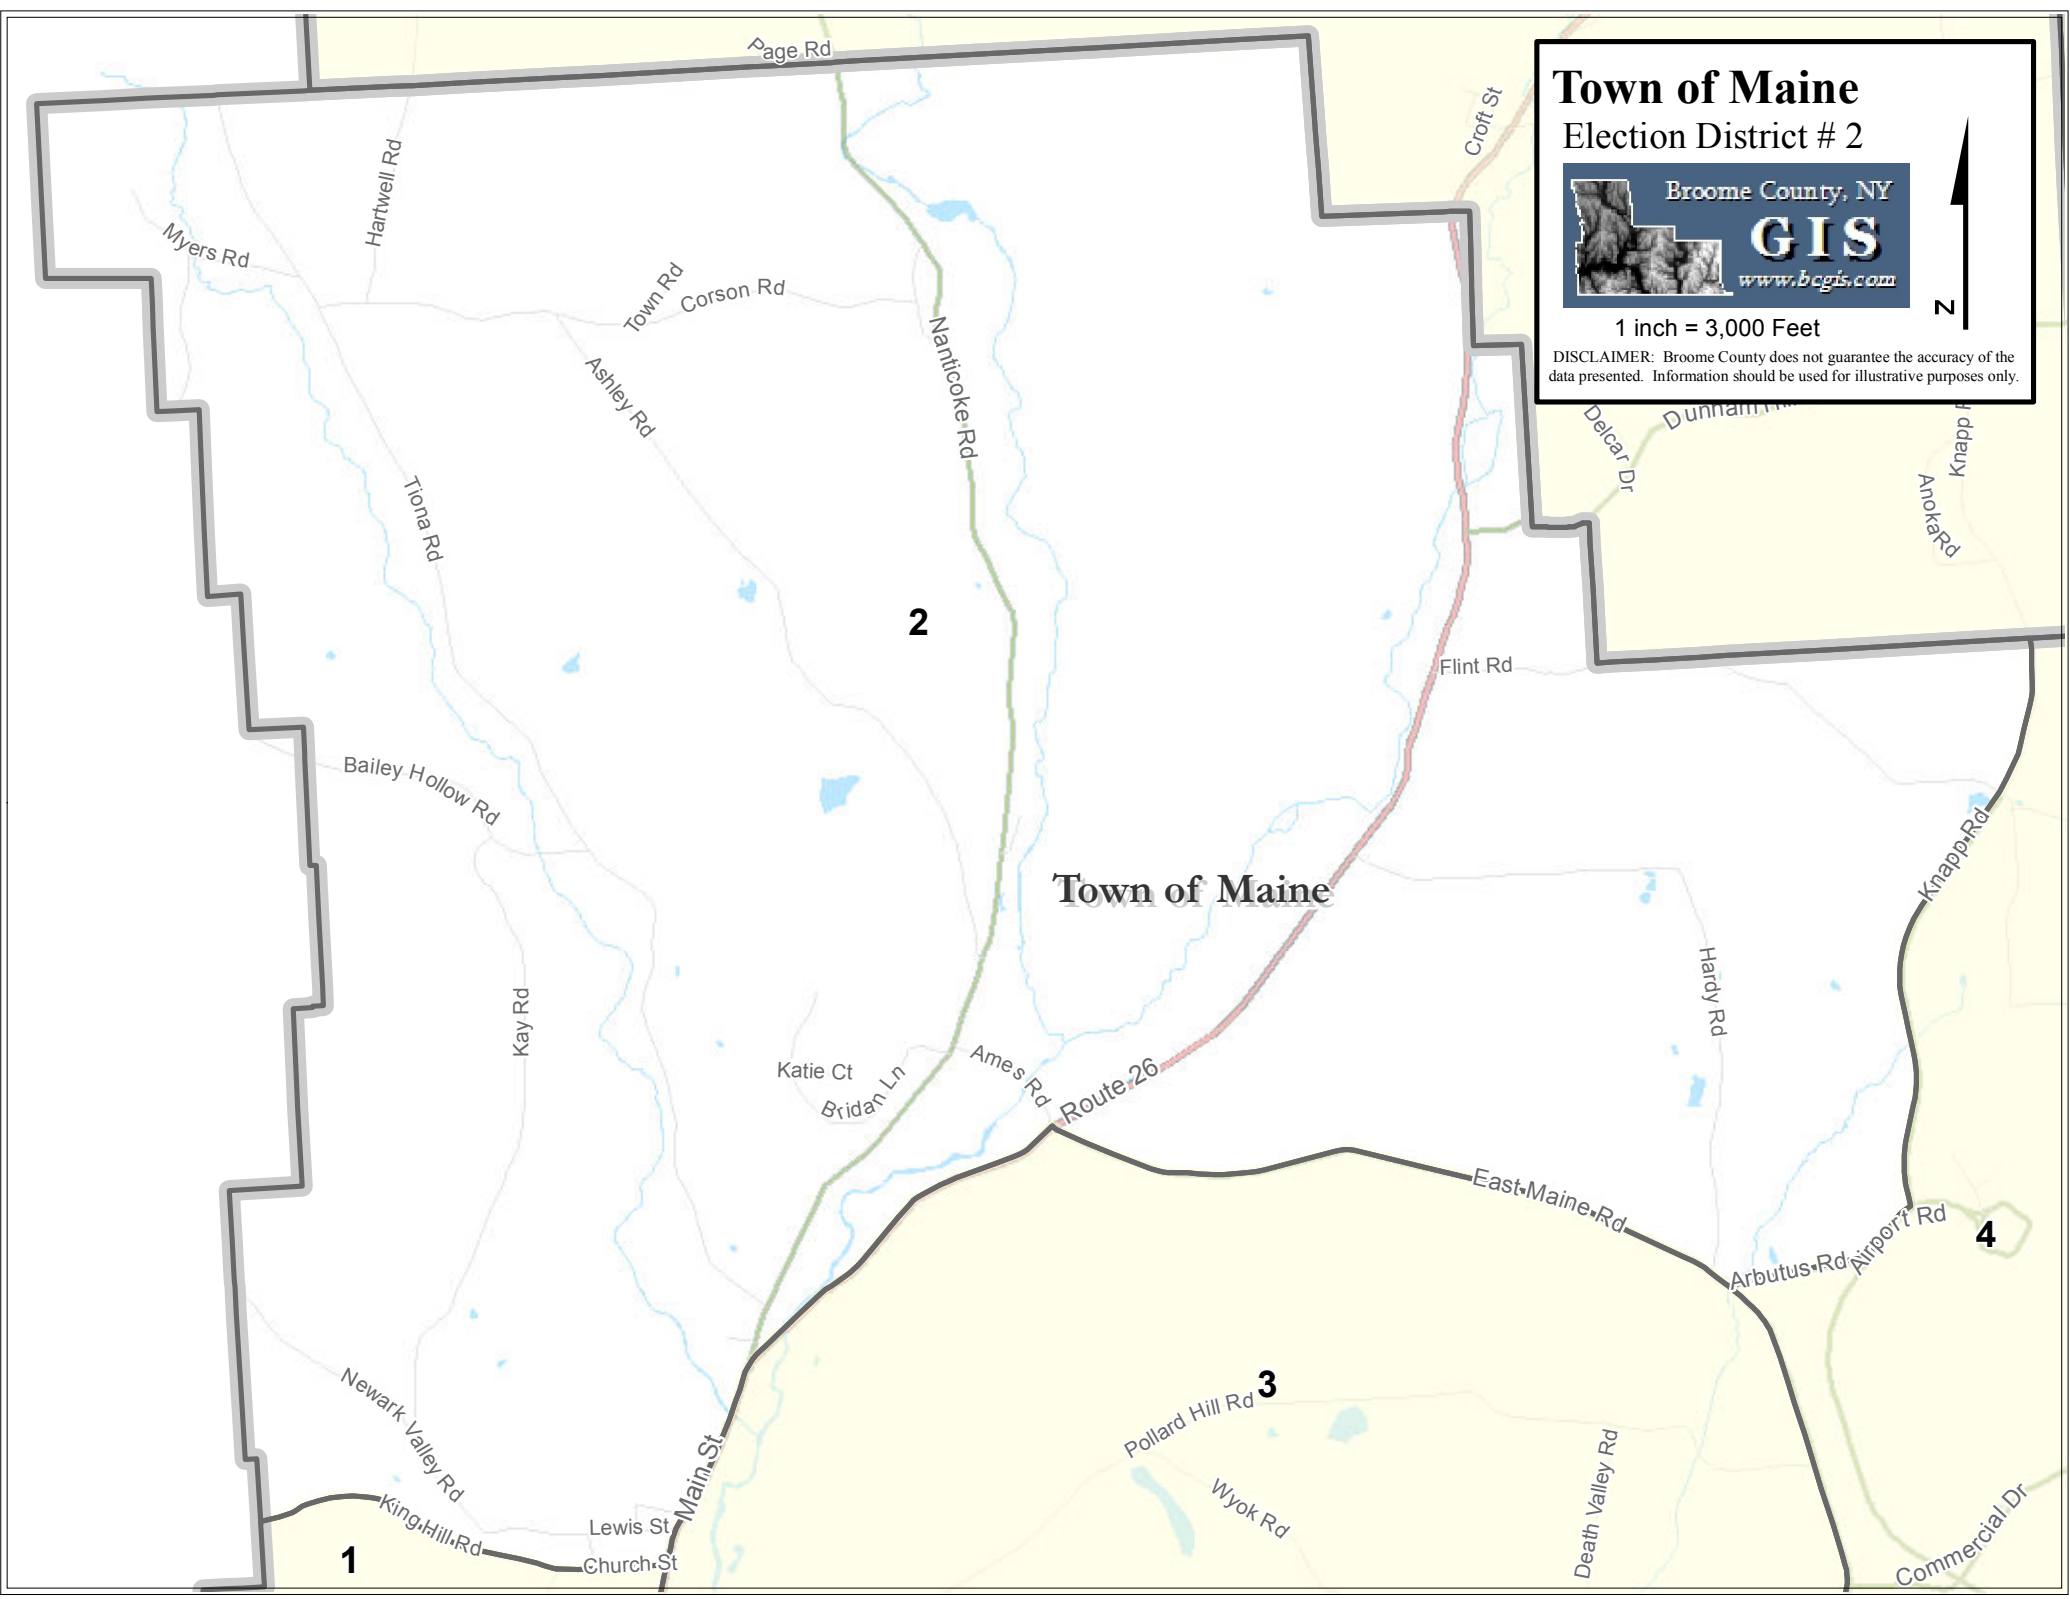 Page Rd
Croft St
Town of Maine
Election District # 2
Broome County, NY
GIS
www.bcgis.com
1 inch = 3,000 Feet
N
DISCLAIMER: Broome County does not guarantee the accuracy of the
data presented. Information should be used for illustrative purposes only.
Hartwell Rd
Myers Rd
Town Rd
Corson Rd
Nanticoke Rd
Ashley Rd
Delcar Dr
Knapp
Anoka Rd
Tiona Rd
2
Flint Rd
Bailey Hollow Rd
Knapp Rd
Town of Maine
Hardy Rd
Kay Rd
Katie Ct
Bridan Ln
Ames Rd
Route 26
East Maine Rd
Airport Rd
4
Arbutus Rd
3
Newark Valley Rd
Pollard Hill Rd
Main St
Wyok Rd
Death Valley Rd
King Hill Rd
Lewis St
Church St
1
Commercial Dr